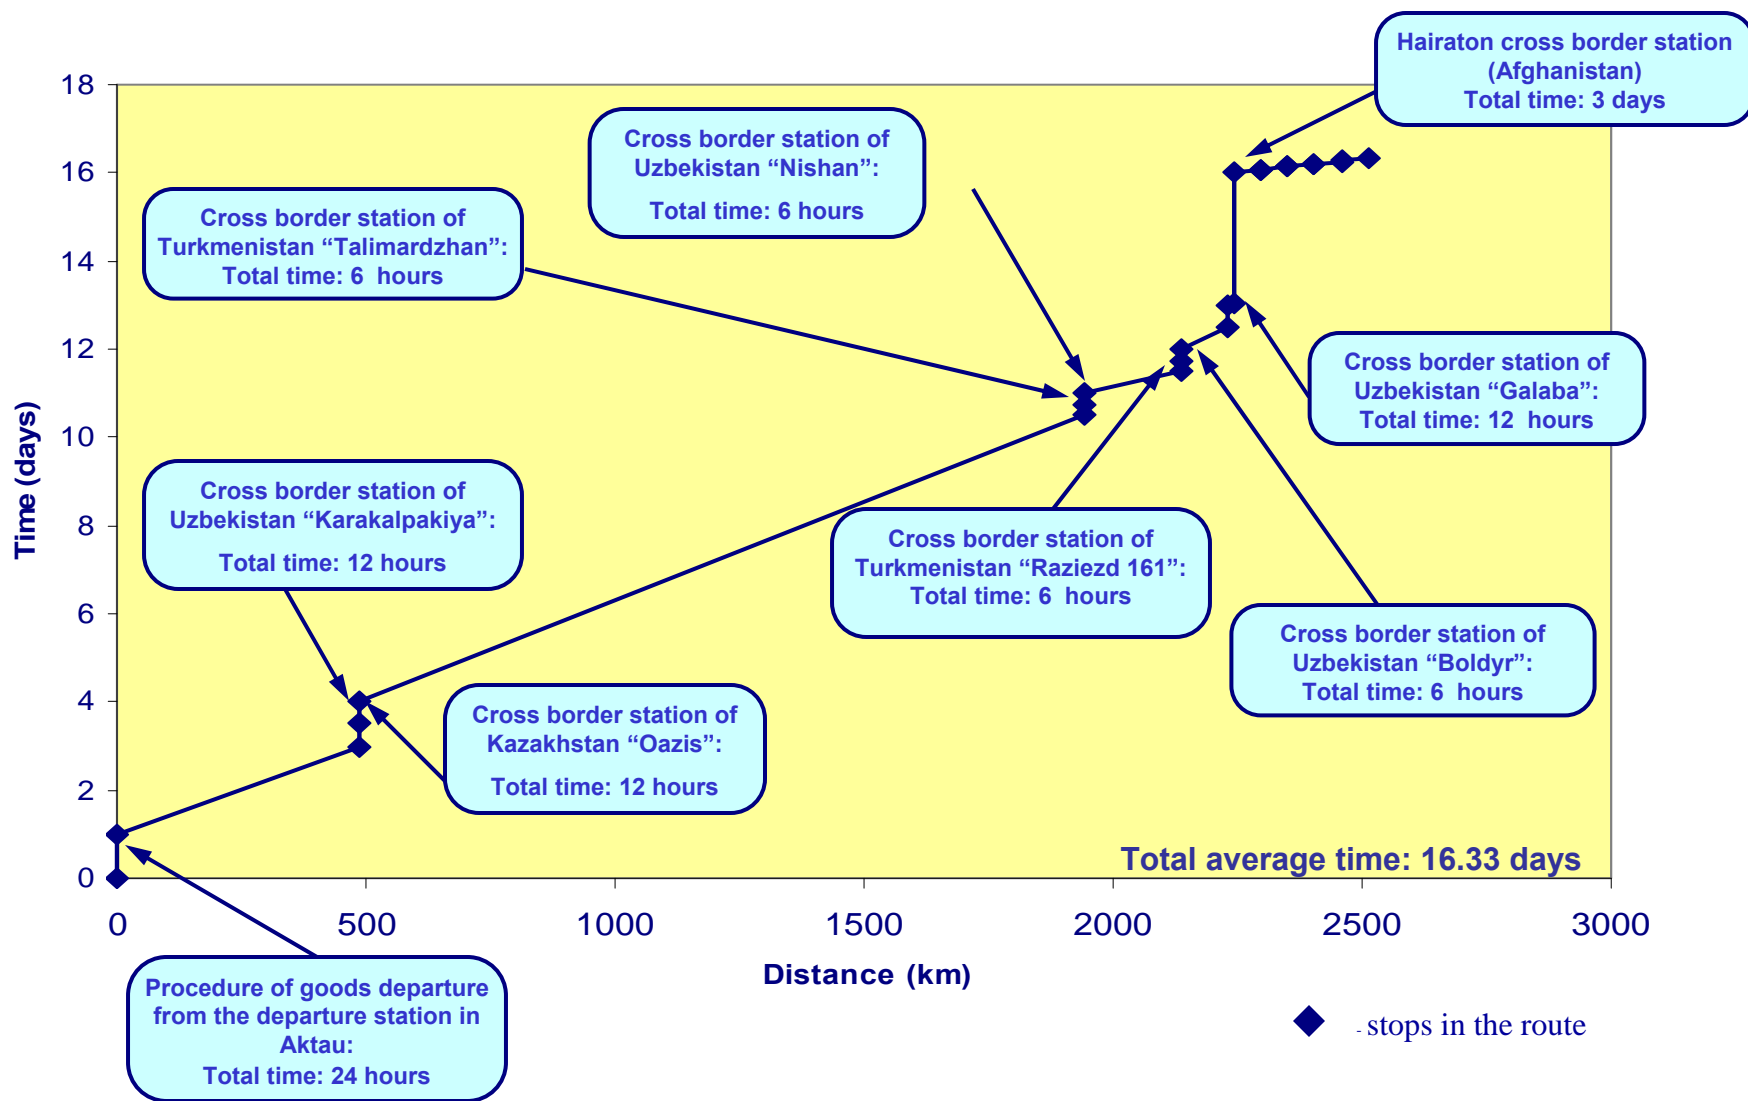 Hairaton cross border station
(Afghanistan)
Total time: 3 days
Cross border station of
Uzbekistan “Nishan”:
Total time: 6 hours
Cross border station of
Turkmenistan “Talimardzhan”:
Total time: 6 hours
Cross border station of
Uzbekistan “Galaba”:
Total time: 12 hours
Cross border station of
Uzbekistan “Karakalpakiya”:
Total time: 12 hours
Cross border station of
Turkmenistan “Raziezd 161”:
Total time: 6 hours
Cross border station of
Uzbekistan “Boldyr”:
Total time: 6 hours
Cross border station of
Kazakhstan “Oazis”:
Total time: 12 hours
Total average time: 16.33 days
Time (days)
18
16
14
12
10
8
6
4
2
0
0 500 1000 1500 2000 2500 3000
Distance (km)
Procedure of goods departure
from the departure station in
Aktau:
Total time: 24 hours
- stops in the route